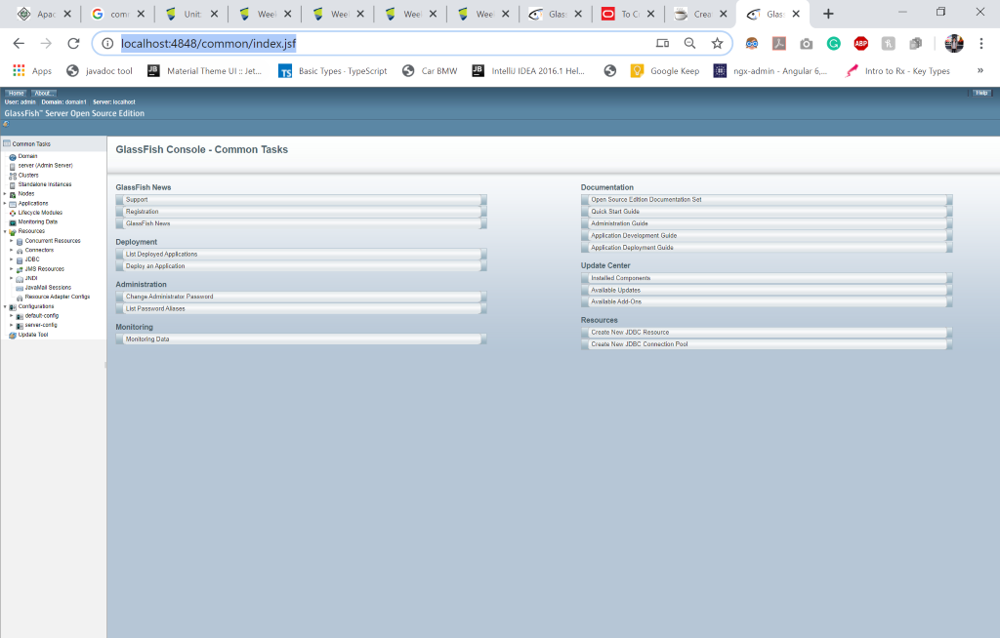 Apac
com
Unit
Weel
Weel
Weel
Weel
Glas
To C
Crea
Glas
localhost:4848/common/index.jsf
ABP
Apps
javadoc tool
Material Theme UI :: Jet...
TS
Basic Types - TypeScript
Car BMW
JB
IntelliJ IDEA 2016.1 Hel...
Google Keep
ngx-admin - Angular 6,...
Intro to Rx - Key Types
»
Home
About...
Help
User: admin Domain: domain1 Server: localhost
GlassFish™ Server Open Source Edition
Common Tasks
Domain
server (Admin Server)
Clusters
Standalone Instances
Nodes
Applications
Lifecycle Modules
Monitoring Data
Resources
Concurrent Resources
Connectors
JDBC
JMS Resources
JNDI
JavaMail Sessions
Resource Adapter Configs
Configurations
default-config
server-config
Update Tool
GlassFish Console - Common Tasks
GlassFish News
Support
Registration
GlassFish News
Deployment
List Deployed Applications
Deploy an Application
Administration
Change Administrator Password
List Password Aliases
Monitoring
Monitoring Data
Documentation
Open Source Edition Documentation Set
Quick Start Guide
Administration Guide
Application Development Guide
Application Deployment Guide
Update Center
Installed Components
Available Updates
Available Add-Ons
Resources
Create New JDBC Resource
Create New JDBC Connection Pool